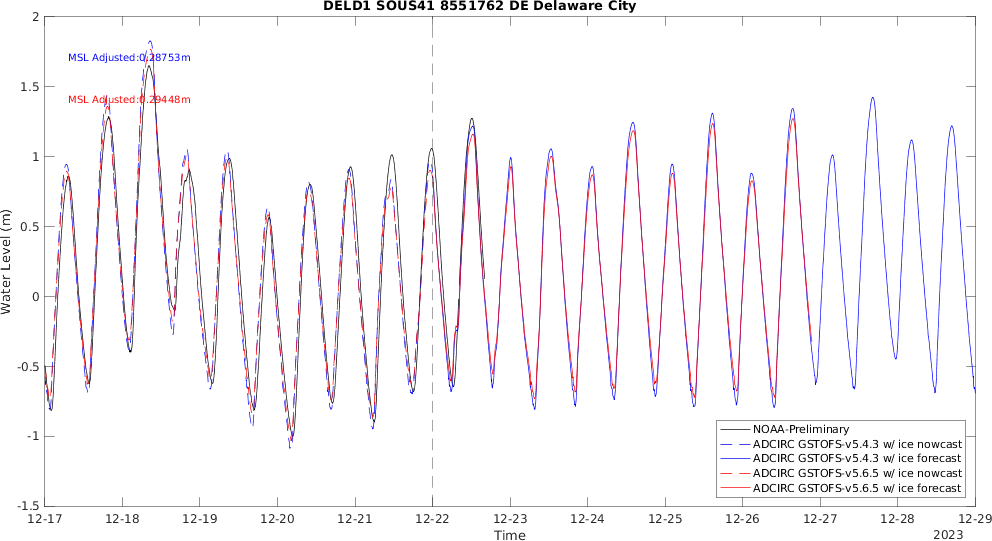 DELD1 SOUS41 8551762 DE Delaware City
MSL Adjusted:0.28753m
MSL Adjusted:0.29448m
Water Level (m)
2
1.5
1
0.5
0
-0.5
-1
-1.5
12-17
12-18
12-19
12-20
12-21
12-22
12-23
12-24
12-25
12-26
12-27
12-28
12-29
2023
Time
NOAA-Preliminary
ADCIRC GSTOFS-v5.4.3 w/ ice nowcast
ADCIRC GSTOFS-v5.4.3 w/ ice forecast
ADCIRC GSTOFS-v5.6.5 w/ ice nowcast
ADCIRC GSTOFS-v5.6.5 w/ ice forecast